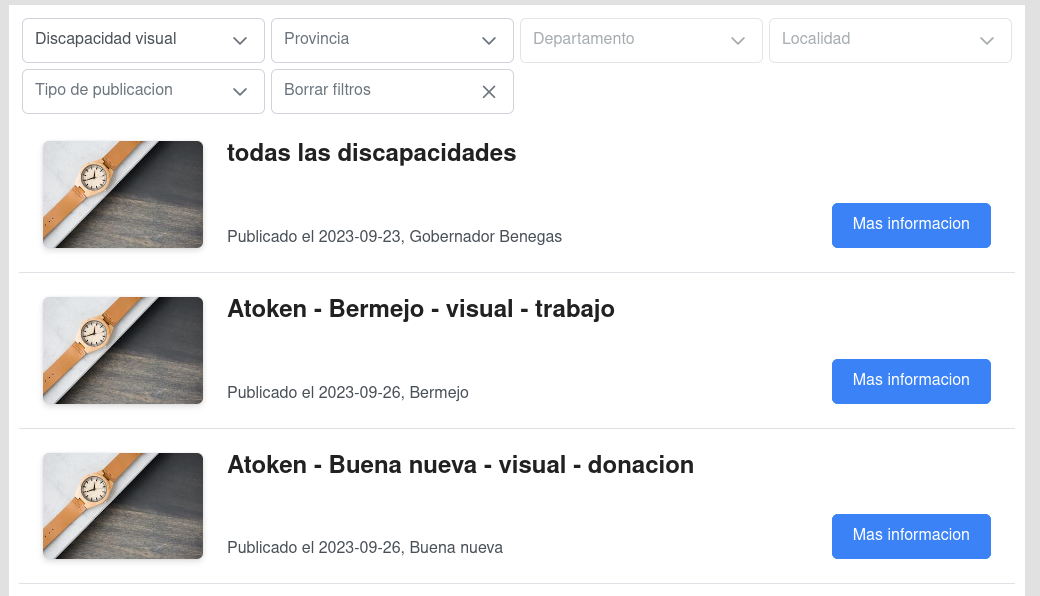 Discapacidad visual
Provincia
Departamento
Localidad
Tipo de publicacion
Borrar filtros
todas las discapacidades
Publicado el 2023-09-23, Gobernador Benegas
Mas informacion
Atoken - Bermejo - visual - trabajo
Publicado el 2023-09-26, Bermejo
Mas informacion
Atoken - Buena nueva - visual - donacion
Publicado el 2023-09-26, Buena nueva
Mas informacion